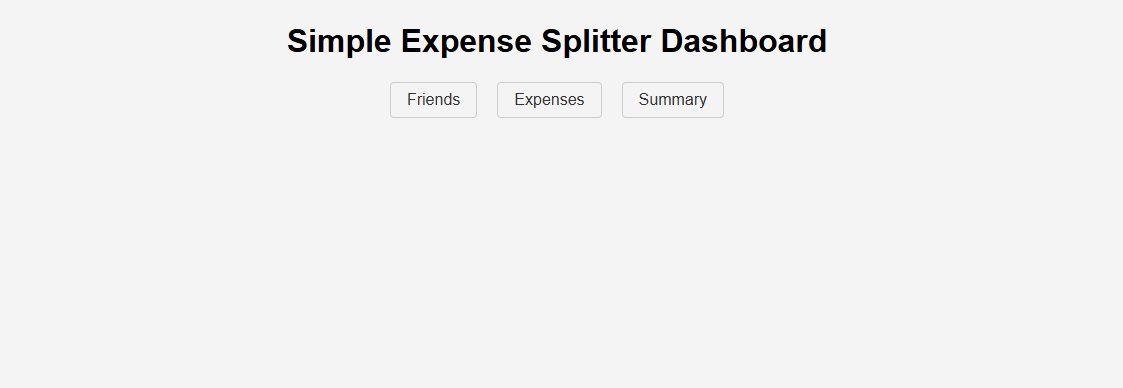 Simple Expense Splitter Dashboard
Friends Expenses Summary